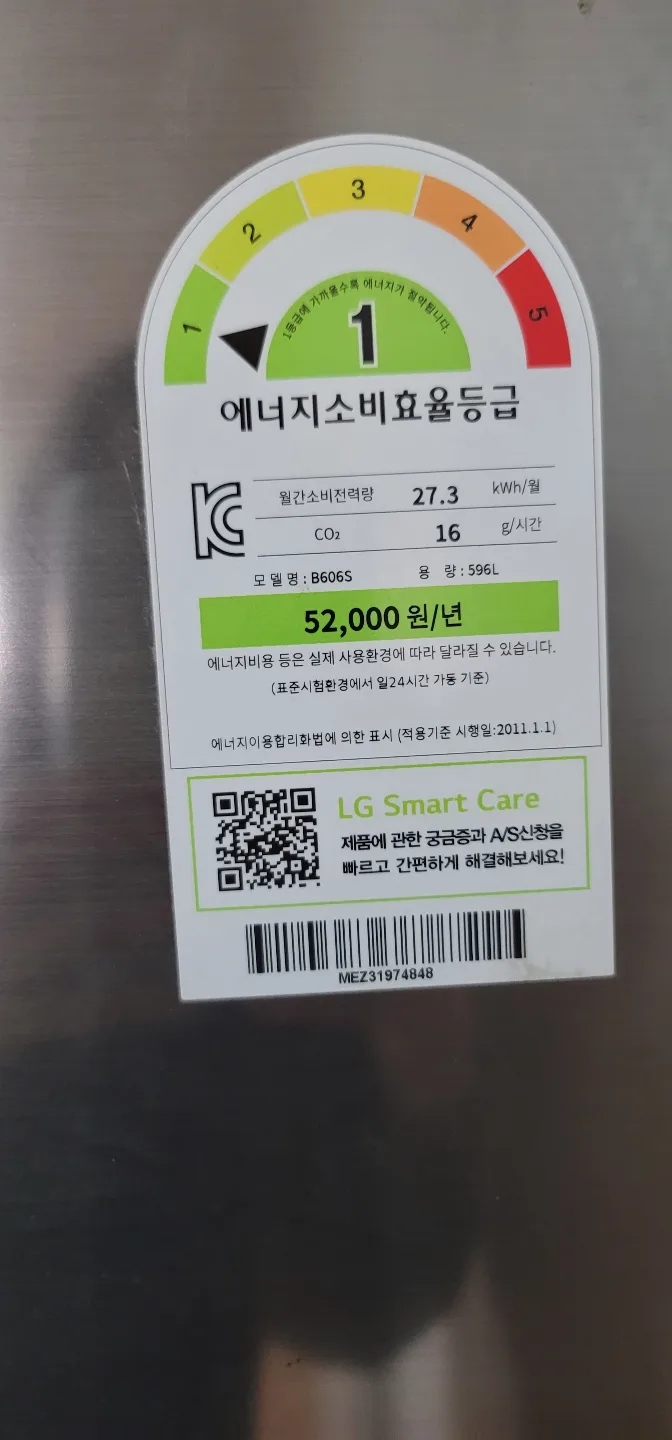 1 2 3 4 5
1등급에 가까울수록 에너지가 절약됩니다.
1
에너지소비효율등급
월간소비전력량 27.3 kWh/월
CO₂ 16 g/시간
모델명 : B606S 용 량 : 596L
52,000 원/년
에너지비용 등은 실제 사용환경에 따라 달라질 수 있습니다.
(표준시험환경에서 일24시간 가동 기준)
에너지이용합리화법에 의한 표시 (적용기준 시행일:2011.1.1)
LG Smart Care
제품에 관한 궁금증과 A/S신청을
빠르고 간편하게 해결해보세요!
MEZ31974848